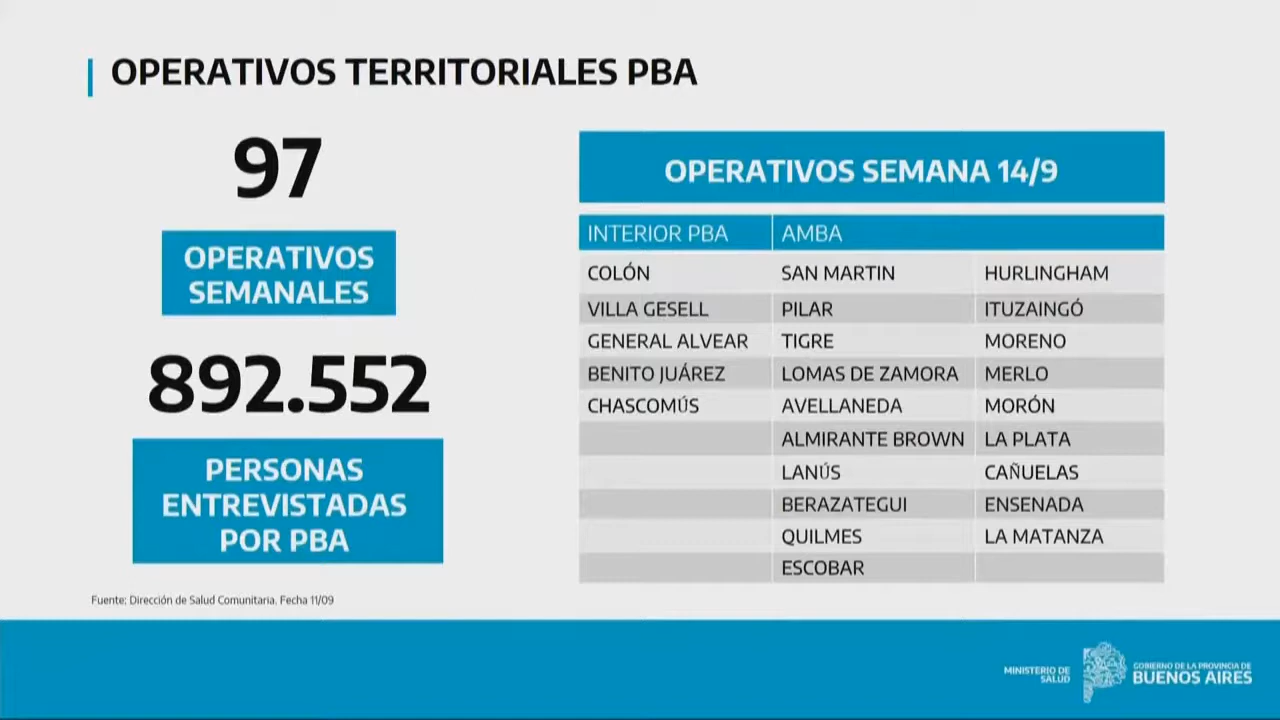 OPERATIVOS TERRITORIALES PBA
97
OPERATIVOS
SEMANALES
892.552
PERSONAS
ENTREVISTADAS
POR PBA
OPERATIVOS SEMANA 14/9
INTERIOR PBA AMBA
COLÓN SAN MARTIN HURLINGHAM
VILLA GESELL PILAR ITUZAINGÓ
GENERAL ALVEAR TIGRE MORENO
BENITO JUÁREZ LOMAS DE ZAMORA MERLO
CHASCOMÚS AVELLANEDA MORÓN
ALMIRANTE BROWN LA PLATA
LANÚS CAÑUELAS
BERAZATEGUI ENSENADA
QUILMES LA MATANZA
ESCOBAR
Fuente: Dirección de Salud Comunitaria. Fecha 11/09
MINISTERIO DE
SALUD
GOBIERNO DE LA PROVINCIA DE
BUENOS AIRES